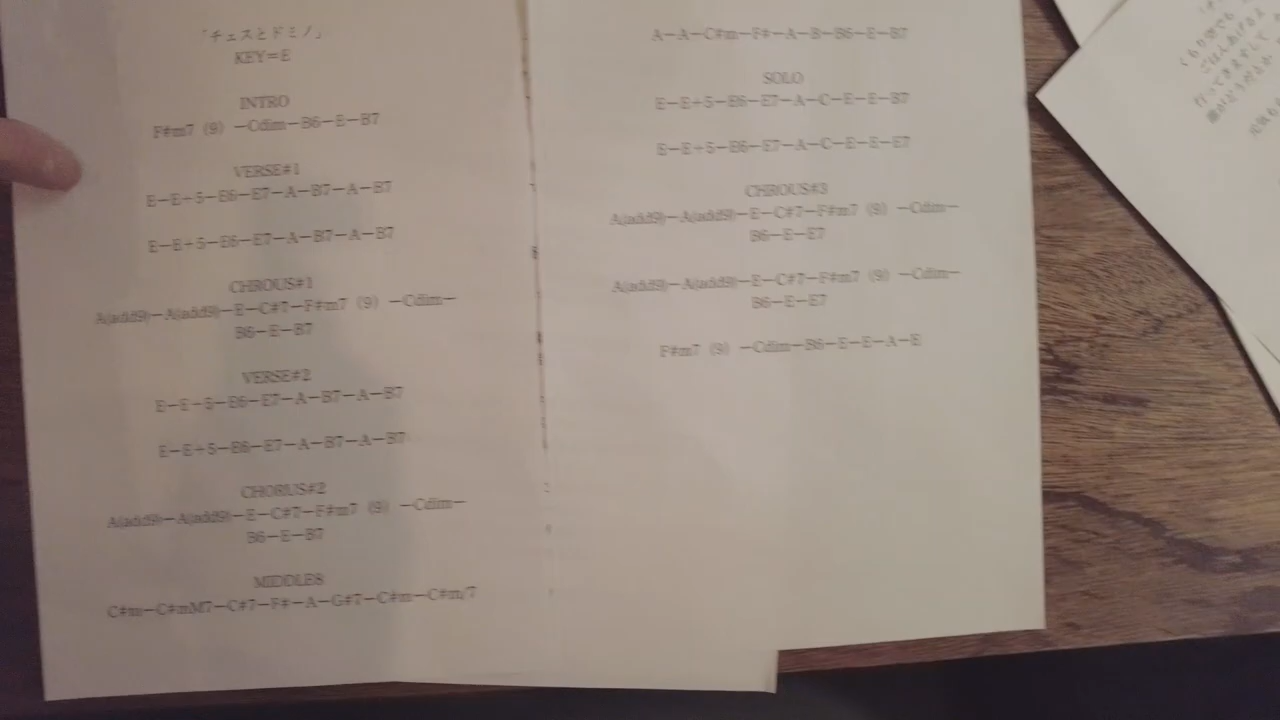 「チェスとドミノ」
KEY=E
INTRO
F#m7（9）－Cdim－B6－E－B7
VERSE#1
E－E+5－E6－E7－A－B7－A－B7
E－E+5－E6－E7－A－B7－A－B7
CHROUS#1
A(add9)－A(add9)－E－C#7－F#m7（9）－Cdim－
B6－E－B7
VERSE#2
E－E+5－E6－E7－A－B7－A－B7
E－E+5－E6－E7－A－B7－A－B7
CHORUS#2
A(add9)－A(add9)－E－C#7－F#m7（9）－Cdim－
B6－E－B7
MIDDLE8
C#m－C#mM7－C#7－F#－A－G#7－C#m－C#m/7
A－A－C#m－F#－A－B－B6－E－B7
SOLO
E－E+5－E6－E7－A－C－E－E－B7
E－E+5－E6－E7－A－C－E－E－E7
CHROUS#3
A(add9)－A(add9)－E－C#7－F#m7（9）－Cdim－
B6－E－E7
A(add9)－A(add9)－E－C#7－F#m7（9）－Cdim－
B6－E－E7
F#m7（9）－Cdim－B6－E－E－A－E